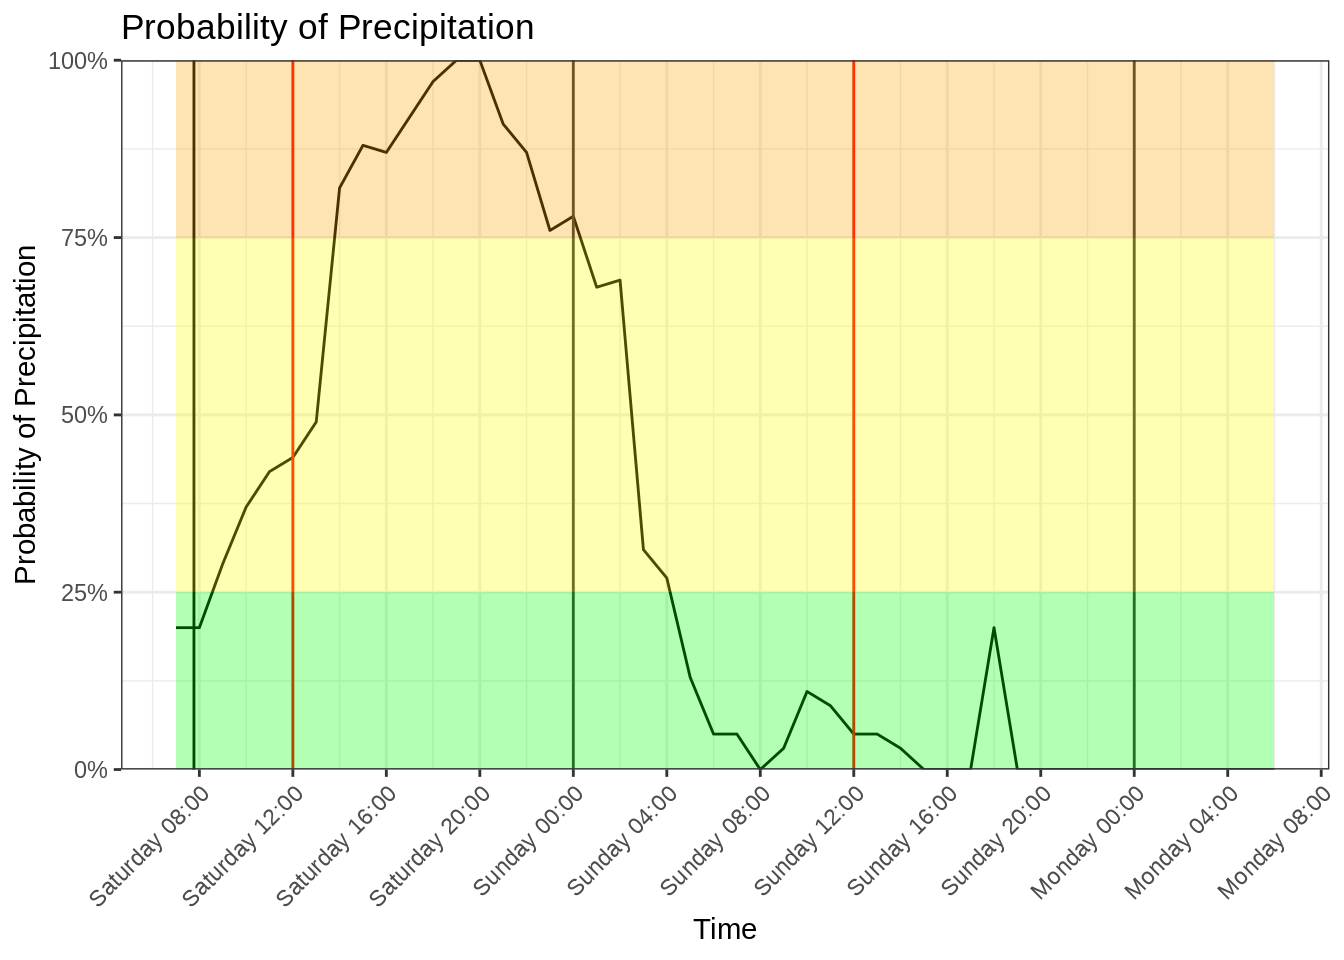 Probability of Precipitation
Probability of Precipitation
100%
75%
50%
25%
0%
Saturday 08:00
Saturday 12:00
Saturday 16:00
Saturday 20:00
Sunday 00:00
Sunday 04:00
Sunday 08:00
Sunday 12:00
Sunday 16:00
Sunday 20:00
Monday 00:00
Monday 04:00
Monday 08:00
Time